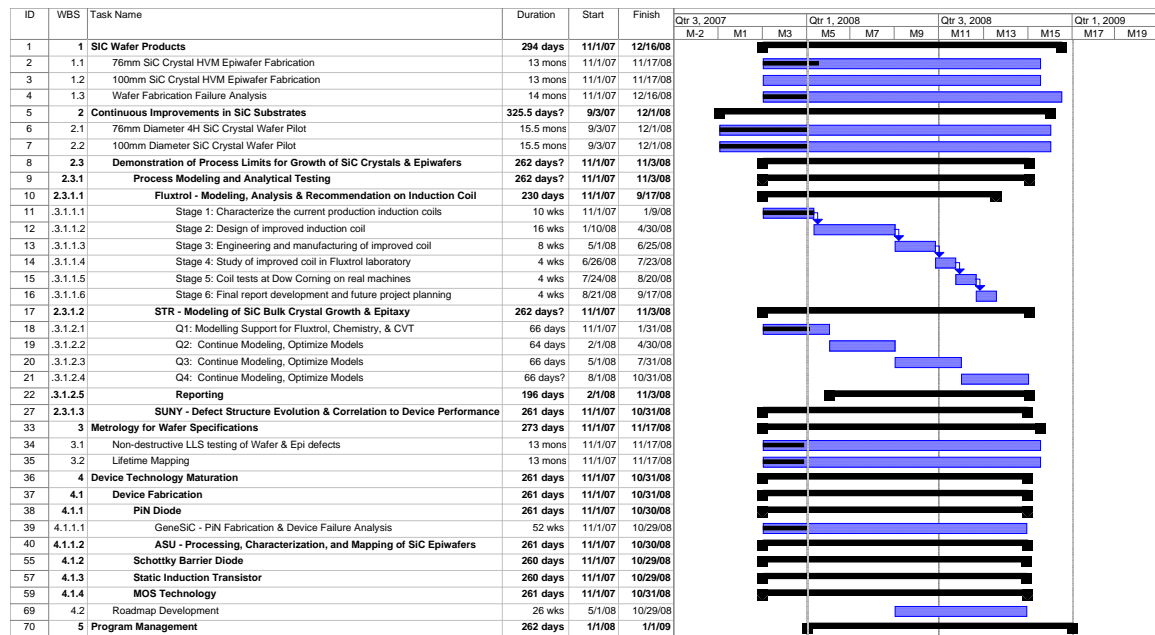 ID WBS Task Name Duration Start Finish Qtr 3, 2007 Qtr 1, 2008 Qtr 3, 2008 Qtr 1, 2009
M-2 M1 M3 M5 M7 M9 M11 M13 M15 M17 M19
1 1 SIC Wafer Products 294 days 11/1/07 12/16/08
2 1.1 76mm SiC Crystal HVM Epiwafer Fabrication 13 mons 11/1/07 11/17/08
3 1.2 100mm SiC Crystal HVM Epiwafer Fabrication 13 mons 11/1/07 11/17/08
4 1.3 Wafer Fabrication Failure Analysis 14 mons 11/1/07 12/16/08
5 2 Continuous Improvements in SiC Substrates 325.5 days? 9/3/07 12/1/08
6 2.1 76mm Diameter 4H SiC Crystal Wafer Pilot 15.5 mons 9/3/07 12/1/08
7 2.2 100mm Diameter SiC Crystal Wafer Pilot 15.5 mons 9/3/07 12/1/08
8 2.3 Demonstration of Process Limits for Growth of SiC Crystals & Epiwafers 262 days? 11/1/07 11/3/08
9 2.3.1 Process Modeling and Analytical Testing 262 days? 11/1/07 11/3/08
10 2.3.1.1 Fluxtrol - Modeling, Analysis & Recommendation on Induction Coil 230 days 11/1/07 9/17/08
11 .3.1.1.1 Stage 1: Characterize the current production induction coils 10 wks 11/1/07 1/9/08
12 .3.1.1.2 Stage 2: Design of improved induction coil 16 wks 1/10/08 4/30/08
13 .3.1.1.3 Stage 3: Engineering and manufacturing of improved coil 8 wks 5/1/08 6/25/08
14 .3.1.1.4 Stage 4: Study of improved coil in Fluxtrol laboratory 4 wks 6/26/08 7/23/08
15 .3.1.1.5 Stage 5: Coil tests at Dow Corning on real machines 4 wks 7/24/08 8/20/08
16 .3.1.1.6 Stage 6: Final report development and future project planning 4 wks 8/21/08 9/17/08
17 2.3.1.2 STR - Modeling of SiC Bulk Crystal Growth & Epitaxy 262 days? 11/1/07 11/3/08
18 .3.1.2.1 Q1: Modelling Support for Fluxtrol, Chemistry, & CVT 66 days 11/1/07 1/31/08
19 .3.1.2.2 Q2: Continue Modeling, Optimize Models 64 days 2/1/08 4/30/08
20 .3.1.2.3 Q3: Continue Modeling, Optimize Models 66 days 5/1/08 7/31/08
21 .3.1.2.4 Q4: Continue Modeling, Optimize Models 66 days? 8/1/08 10/31/08
22 .3.1.2.5 Reporting 196 days 2/1/08 11/3/08
27 2.3.1.3 SUNY - Defect Structure Evolution & Correlation to Device Performance 261 days 11/1/07 10/31/08
33 3 Metrology for Wafer Specifications 273 days 11/1/07 11/17/08
34 3.1 Non-destructive LLS testing of Wafer & Epi defects 13 mons 11/1/07 11/17/08
35 3.2 Lifetime Mapping 13 mons 11/1/07 11/17/08
36 4 Device Technology Maturation 261 days 11/1/07 10/31/08
37 4.1 Device Fabrication 261 days 11/1/07 10/31/08
38 4.1.1 PiN Diode 261 days 11/1/07 10/30/08
39 4.1.1.1 GeneSiC - PiN Fabrication & Device Failure Analysis 52 wks 11/1/07 10/29/08
40 4.1.1.2 ASU - Processing, Characterization, and Mapping of SiC Epiwafers 261 days 11/1/07 10/30/08
55 4.1.2 Schottky Barrier Diode 260 days 11/1/07 10/29/08
57 4.1.3 Static Induction Transistor 260 days 11/1/07 10/29/08
59 4.1.4 MOS Technology 261 days 11/1/07 10/31/08
69 4.2 Roadmap Development 26 wks 5/1/08 10/29/08
70 5 Program Management 262 days 1/1/08 1/1/09